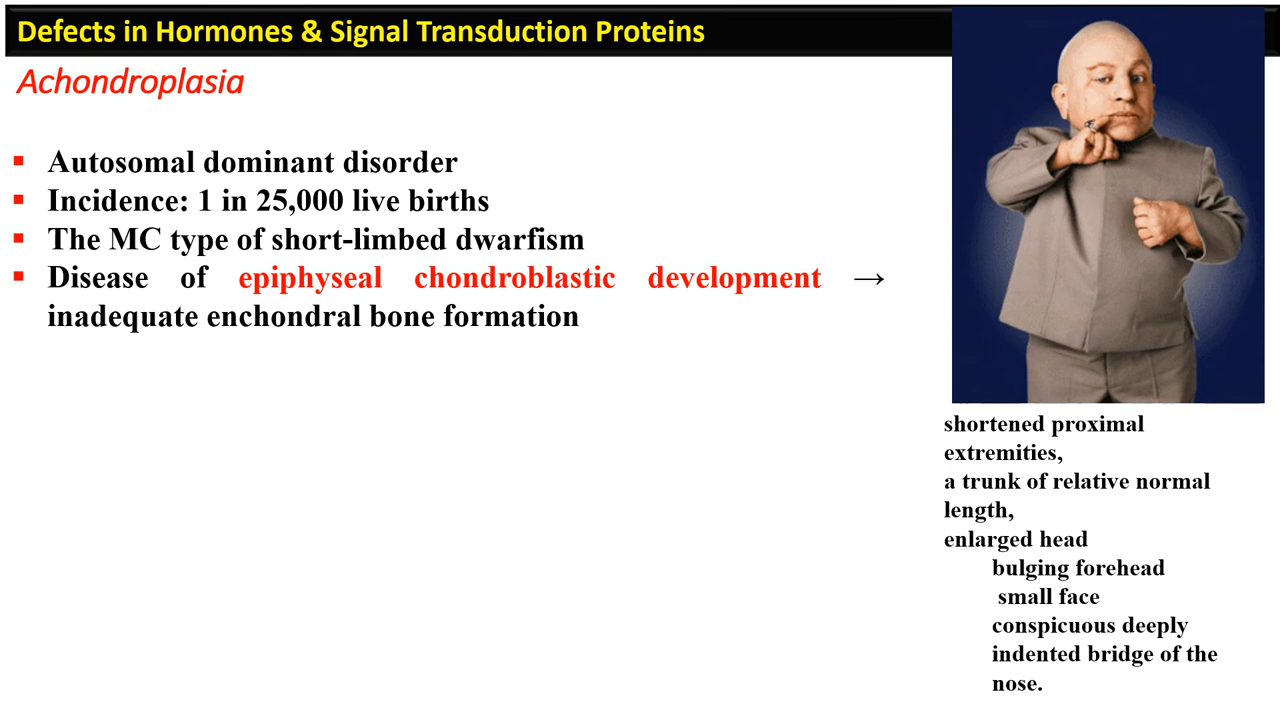 Defects in Hormones & Signal Transduction Proteins
Achondroplasia
▪ Autosomal dominant disorder
▪ Incidence: 1 in 25,000 live births
▪ The MC type of short-limbed dwarfism
▪ Disease of epiphyseal chondroblastic development →
inadequate enchondral bone formation
shortened proximal
extremities,
a trunk of relative normal
length,
enlarged head
bulging forehead
small face
conspicuous deeply
indented bridge of the
nose.